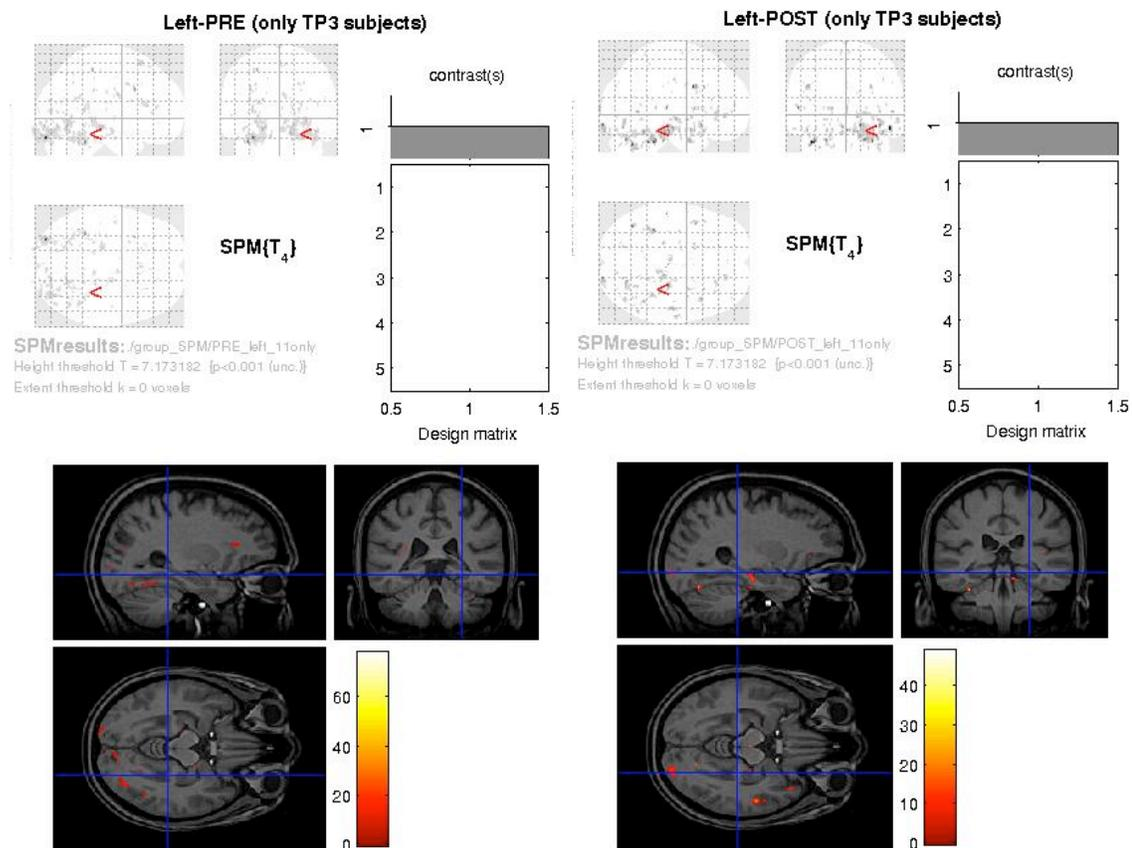 Left-PRE (only TP3 subjects)
contrast(s)
1
SPM{T4}
1
2
3
4
5
0.5 1 1.5
Design matrix
SPMresults: ./group_SPM/PRE_left_11only
Height threshold T = 7.173182 {p<0.001 (unc.)}
Extent threshold k = 0 voxels
60
40
20
0
Left-POST (only TP3 subjects)
contrast(s)
1
SPM{T4}
1
2
3
4
5
0.5 1 1.5
Design matrix
SPMresults: ./group_SPM/POST_left_11only
Height threshold T = 7.173182 {p<0.001 (unc.)}
Extent threshold k = 0 voxels
40
30
20
10
0